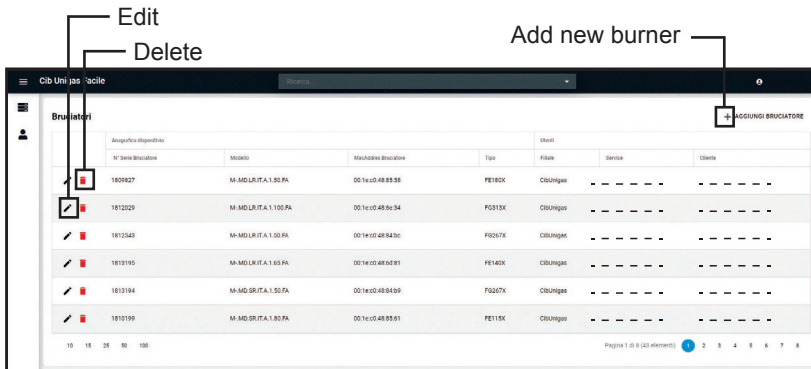 Edit
Delete
Add new burner
Cib Unigas Facile
Ricerca
Bruciatori
AGGIUNGI BRUCIATORE
Anagrafica dispositivo
Utenti
N° Serie Bruciatore Modello MacAddres Bruciatore Tipo Filiale Service Cliente
1809827 M-.MD.LR.IT.A.1.50.FA 00:1e:c0:48:85:58 FE180X CibUnigas
1812029 M-.MD.LR.IT.A.1.100.FA 00:1e:c0:48:6e:34 FG313X CibUnigas
1812343 M-.MD.LR.IT.A.1.50.FA 00:1e:c0:48:84:bc FG267X CibUnigas
1813195 M-.MD.LR.IT.A.1.65.FA 00:1e:c0:48:6d:81 FE140X CibUnigas
1813194 M-.MD.SR.IT.A.1.50.FA 00:1e:c0:48:84:b9 FG267X CibUnigas
1810199 M-.MD.SR.IT.A.1.80.FA 00:1e:c0:48:85:61 FE115X CibUnigas
10 15 25 50 100 Pagina 1 di 8 (43 elementi) 1 2 3 4 5 6 7 8